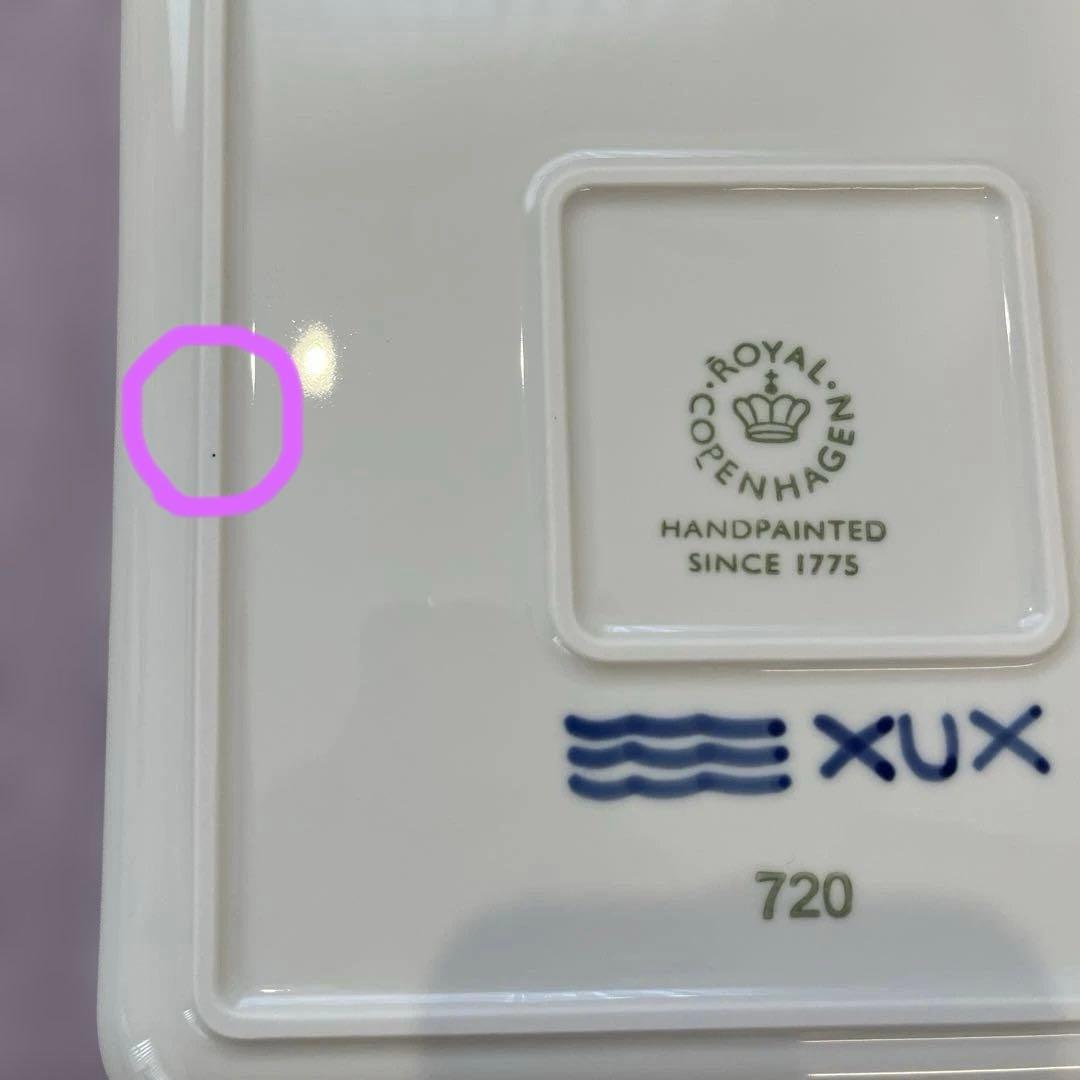 ROYAL · COPENHAGEN ·
HANDPAINTED
SINCE 1775
XUX
720